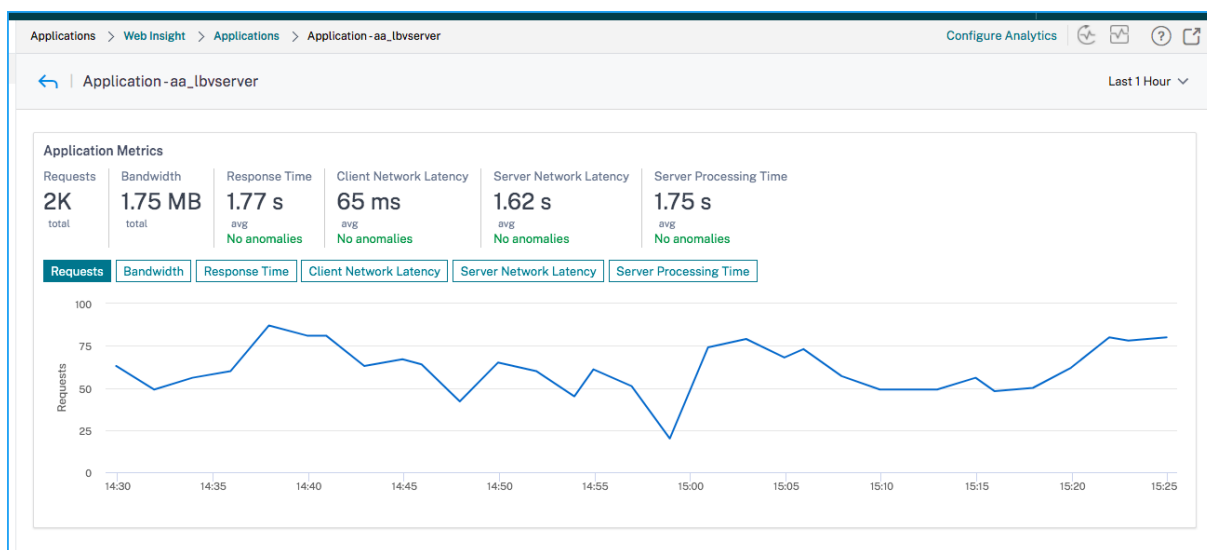 Applications > Web Insight > Applications > Application - aa_lbvserver Configure Analytics
Application - aa_lbvserver Last 1 Hour
Application Metrics
Requests Bandwidth Response Time Client Network Latency Server Network Latency Server Processing Time
2K 1.75 MB 1.77 s 65 ms 1.62 s 1.75 s
total total avg avg avg avg
No anomalies No anomalies No anomalies No anomalies
Requests Bandwidth Response Time Client Network Latency Server Network Latency Server Processing Time
100
75
50
25
0
Requests
14:30 14:35 14:40 14:45 14:50 14:55 15:00 15:05 15:10 15:15 15:20 15:25